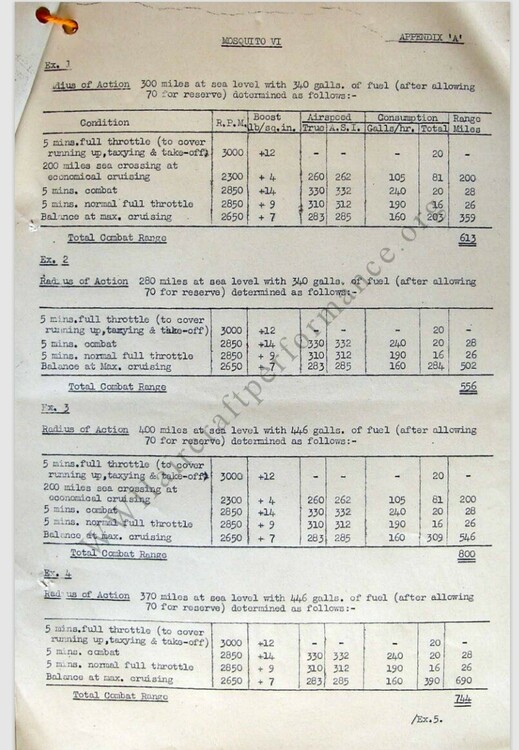 MOSQUITO VI
APPENDIX 'A'
Ex. 1
Radius of Action 300 miles at sea level with 340 galls. of fuel (after allowing
70 for reserve) determined as follows:-
Condition R.P.M. Boost lb/sq.in. Airspeed True A.S.I. Consumption Galls/hr. Total Range Miles
5 mins. full throttle (to cover
running up, taxying & take-off) 3000 +12 - - - 20 -
200 miles sea crossing at
economical cruising 2300 + 4 260 262 105 81 200
5 mins. combat 2850 +14 330 332 240 20 28
5 mins. normal full throttle 2850 + 9 310 312 190 16 26
Balance at max. cruising 2650 + 7 283 285 160 203 359
Total Combat Range 613
Ex. 2
Radius of Action 280 miles at sea level with 340 galls. of fuel (after allowing
70 for reserve) determined as follows:-
5 mins.full throttle (to cover
running up, taxying & take-off) 3000 +12 - - - 20 -
5 mins. combat 2850 +14 330 332 240 20 28
5 mins. normal full throttle 2850 + 9 310 312 190 16 26
Balance at Max. cruising 2650 + 7 283 285 160 284 502
Total Combat Range 556
Ex. 3
Radius of Action 400 miles at sea level with 446 galls. of fuel (after allowing
70 for reserve) determined as follows:-
5 mins.full throttle (to cover
running up,taxying & take-off) 3000 +12 - - - 20 -
200 miles sea crossing at
economical cruising 2300 + 4 260 262 105 81 200
5 mins. combat 2850 +14 330 332 240 20 28
5 mins. normal full throttle 2850 + 9 310 312 190 16 26
Balance at max. cruising 2650 + 7 283 285 160 309 546
Total Combat Range 800
Ex. 4
Radius of Action 370 miles at sea level with 446 galls. of fuel (after allowing
70 for reserve) determined as follows:-
5 mins.full throttle (to cover
running up,taxying & take-off) 3000 +12 - - - 20 -
5 mins. combat 2850 +14 330 332 240 20 28
5 mins. normal full throttle 2850 + 9 310 312 190 16 26
Balance at max. cruising 2650 + 7 283 285 160 390 690
Total Combat Range 744
/Ex.5.
www.wwiiaircraftperformance.org